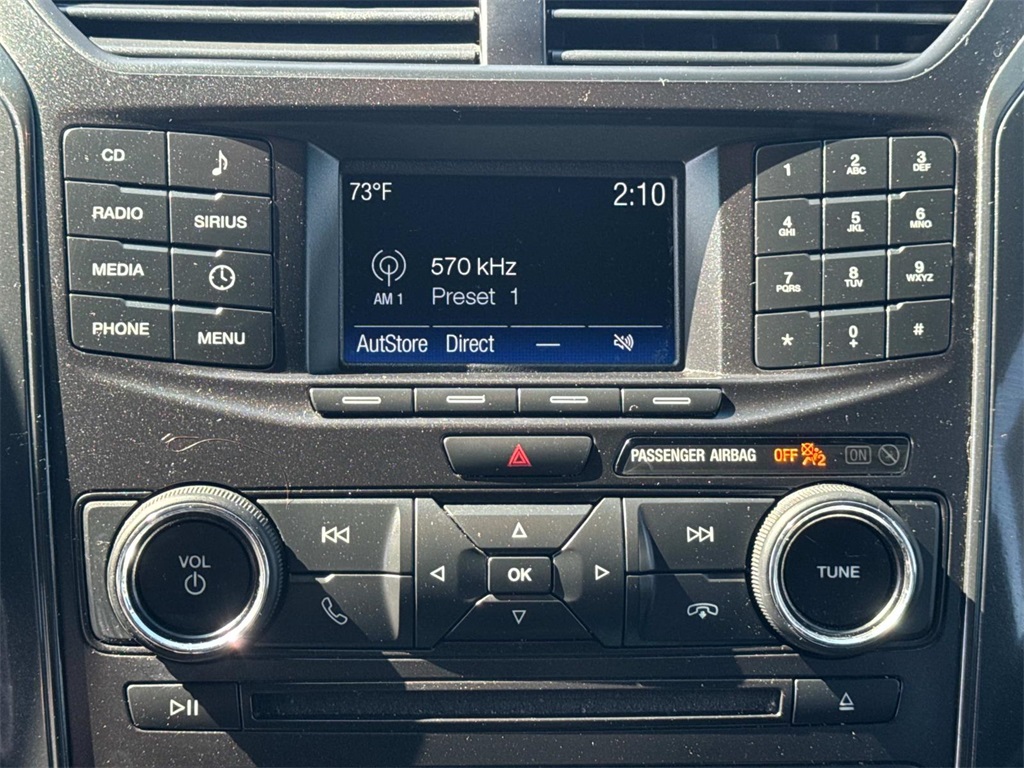 CD
RADIO
SIRIUS
MEDIA
PHONE
MENU
73°F
2:10
AM 1
570 kHz
Preset 1
AutStore Direct —
1
2 ABC
3 DEF
4 GHI
5 JKL
6 MNO
7 PQRS
8 TUV
9 WXYZ
*
0 +
#
PASSENGER AIRBAG OFF 2 ON
VOL
OK
TUNE